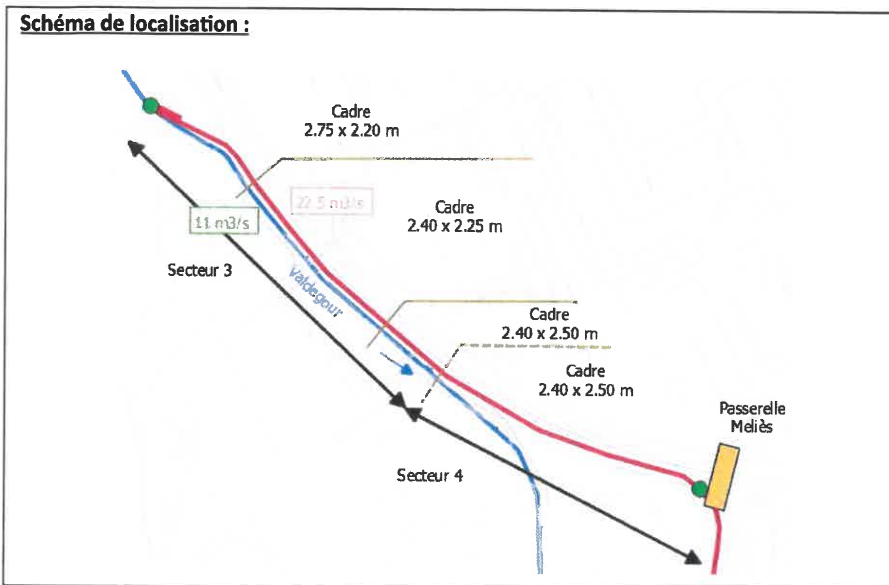 Schéma de localisation :
Cadre
2.75 x 2.20 m
22.5 m3/s
11 m3/s
Cadre
2.40 x 2.25 m
Secteur 3
Valdegour
Cadre
2.40 x 2.50 m
Cadre
2.40 x 2.50 m
Passerelle
Meliès
Secteur 4